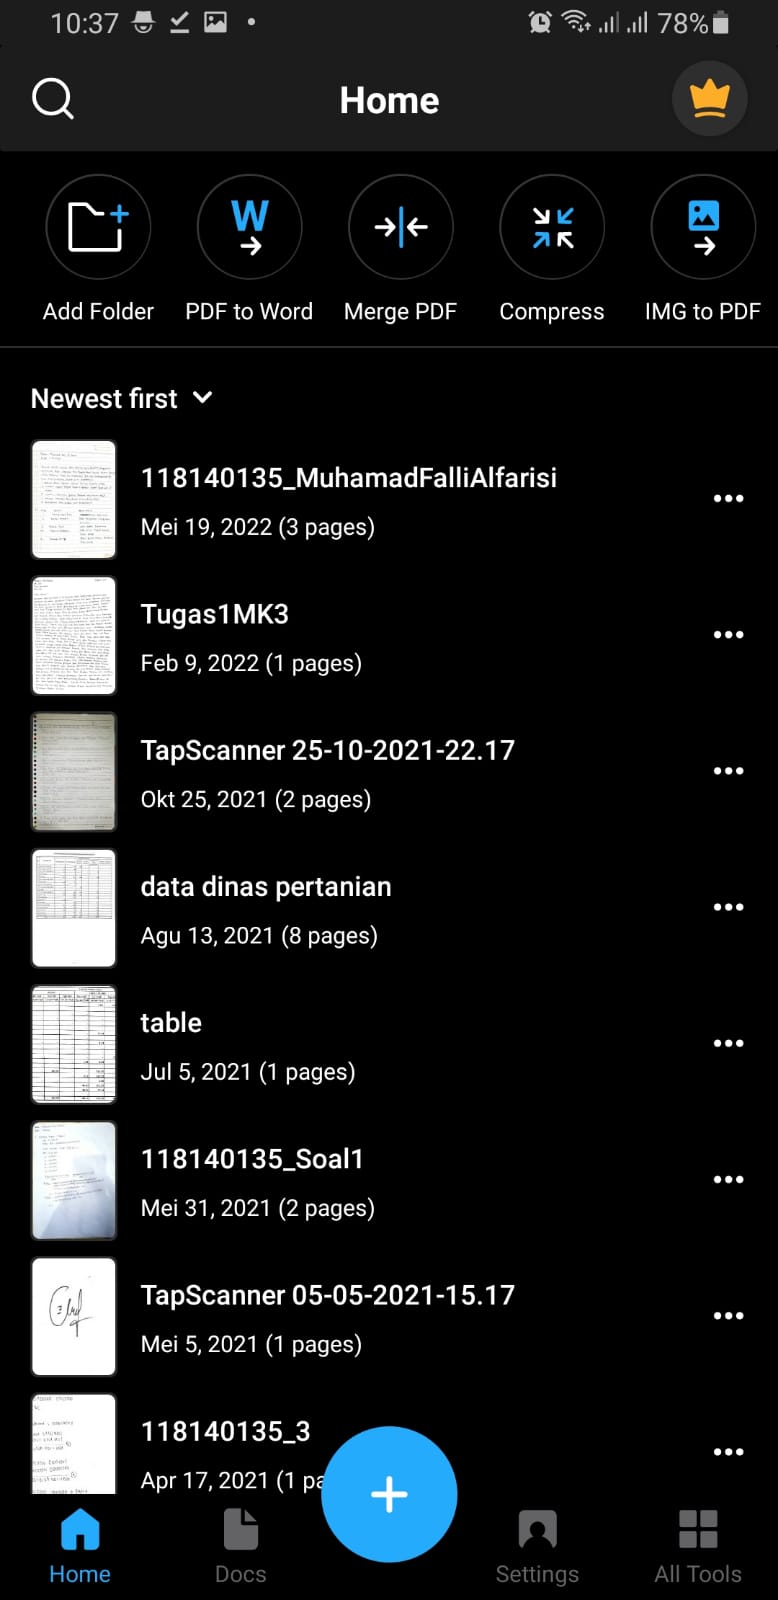 10:37
78%
Home
Add Folder
W
PDF to Word
Merge PDF
Compress
IMG to PDF
Newest first
118140135_MuhamadFalliAlfarisi
Mei 19, 2022 (3 pages)
Tugas1MK3
Feb 9, 2022 (1 pages)
TapScanner 25-10-2021-22.17
Okt 25, 2021 (2 pages)
data dinas pertanian
Agu 13, 2021 (8 pages)
table
Jul 5, 2021 (1 pages)
118140135_Soal1
Mei 31, 2021 (2 pages)
TapScanner 05-05-2021-15.17
Mei 5, 2021 (1 pages)
118140135_3
Apr 17, 2021 (1 pa
Home
Docs
Settings
All Tools